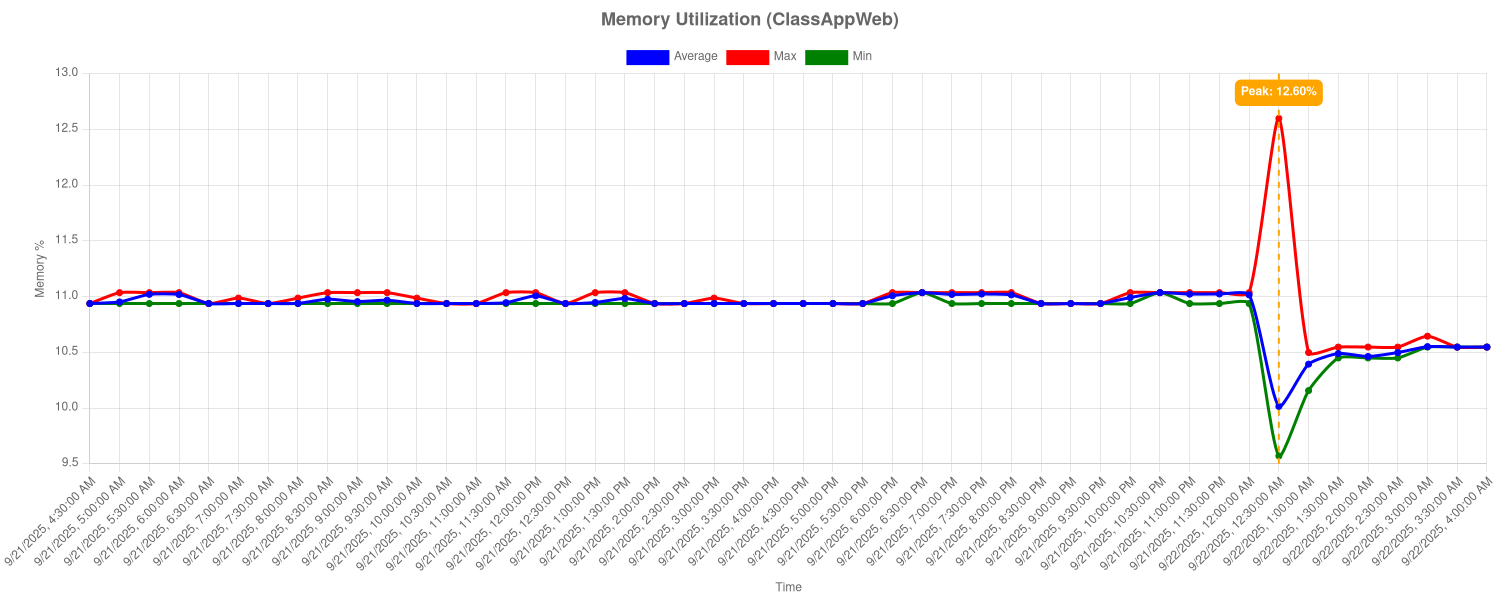 Memory Utilization (ClassAppWeb)
Average Max Min
13.0
Peak: 12.60%
12.5
12.0
11.5
11.0
10.5
10.0
9.5
Memory %
9/21/2025, 4:30:00 AM
9/21/2025, 5:00:00 AM
9/21/2025, 5:30:00 AM
9/21/2025, 6:00:00 AM
9/21/2025, 6:30:00 AM
9/21/2025, 7:00:00 AM
9/21/2025, 7:30:00 AM
9/21/2025, 8:00:00 AM
9/21/2025, 8:30:00 AM
9/21/2025, 9:00:00 AM
9/21/2025, 9:30:00 AM
9/21/2025, 10:00:00 AM
9/21/2025, 10:30:00 AM
9/21/2025, 11:00:00 AM
9/21/2025, 11:30:00 AM
9/21/2025, 12:00:00 PM
9/21/2025, 12:30:00 PM
9/21/2025, 1:00:00 PM
9/21/2025, 1:30:00 PM
9/21/2025, 2:00:00 PM
9/21/2025, 2:30:00 PM
9/21/2025, 3:00:00 PM
9/21/2025, 3:30:00 PM
9/21/2025, 4:00:00 PM
9/21/2025, 4:30:00 PM
9/21/2025, 5:00:00 PM
9/21/2025, 5:30:00 PM
9/21/2025, 6:00:00 PM
9/21/2025, 6:30:00 PM
9/21/2025, 7:00:00 PM
9/21/2025, 7:30:00 PM
9/21/2025, 8:00:00 PM
9/21/2025, 8:30:00 PM
9/21/2025, 9:00:00 PM
9/21/2025, 9:30:00 PM
9/21/2025, 10:00:00 PM
9/21/2025, 10:30:00 PM
9/21/2025, 11:00:00 PM
9/21/2025, 11:30:00 PM
9/22/2025, 12:00:00 AM
9/22/2025, 12:30:00 AM
9/22/2025, 1:00:00 AM
9/22/2025, 1:30:00 AM
9/22/2025, 2:00:00 AM
9/22/2025, 2:30:00 AM
9/22/2025, 3:00:00 AM
9/22/2025, 3:30:00 AM
9/22/2025, 4:00:00 AM
Time